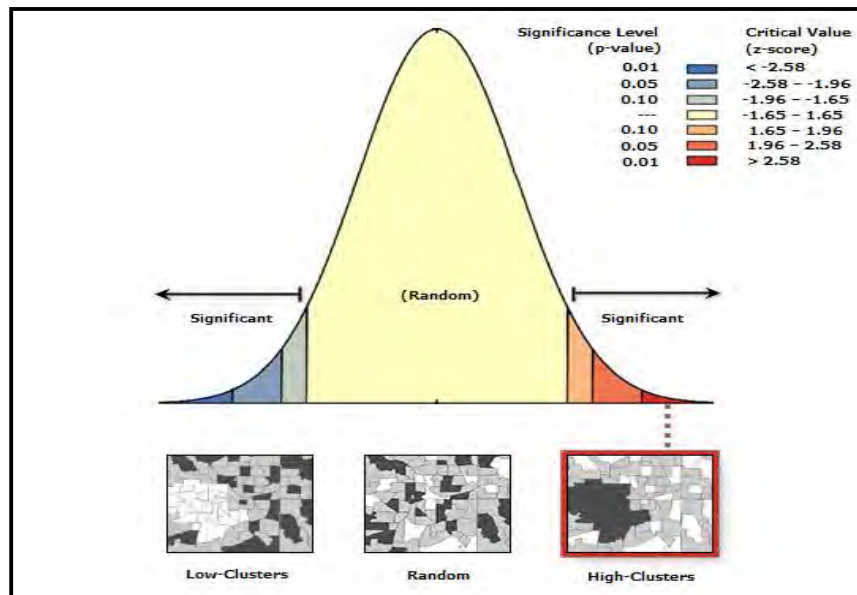 Significance Level Critical Value
(p-value) (z-score)
0.01 < -2.58
0.05 -2.58 – -1.96
0.10 -1.96 – -1.65
--- -1.65 – 1.65
0.10 1.65 – 1.96
0.05 1.96 – 2.58
0.01 > 2.58
(Random)
Significant Significant
Low-Clusters Random High-Clusters